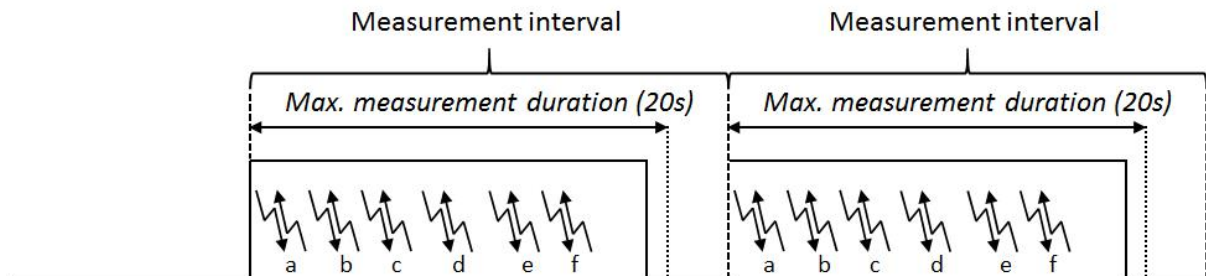 Measurement interval Measurement interval
Max. measurement duration (20s) Max. measurement duration (20s)
a b c d e f a b c d e f